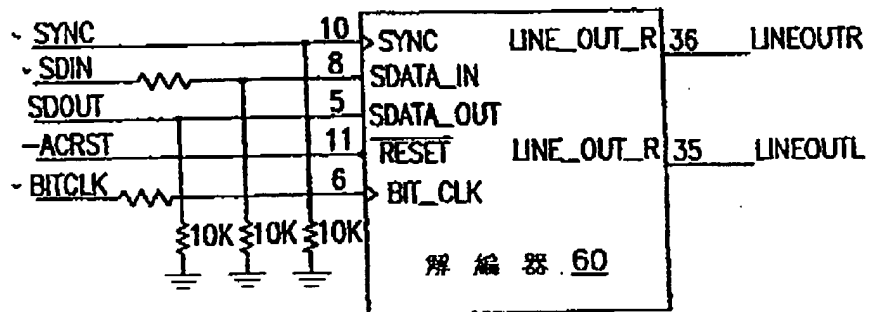 SYNC 10 SYNC LINE_OUT_R 36 LINEOUTR
SDIN 8 SDATA_IN
SDOUT 5 SDATA_OUT
-ACRST 11 RESET LINE_OUT_R 35 LINEOUTL
BITCLK 6 BIT_CLK
10K 10K 10K
解編器 60